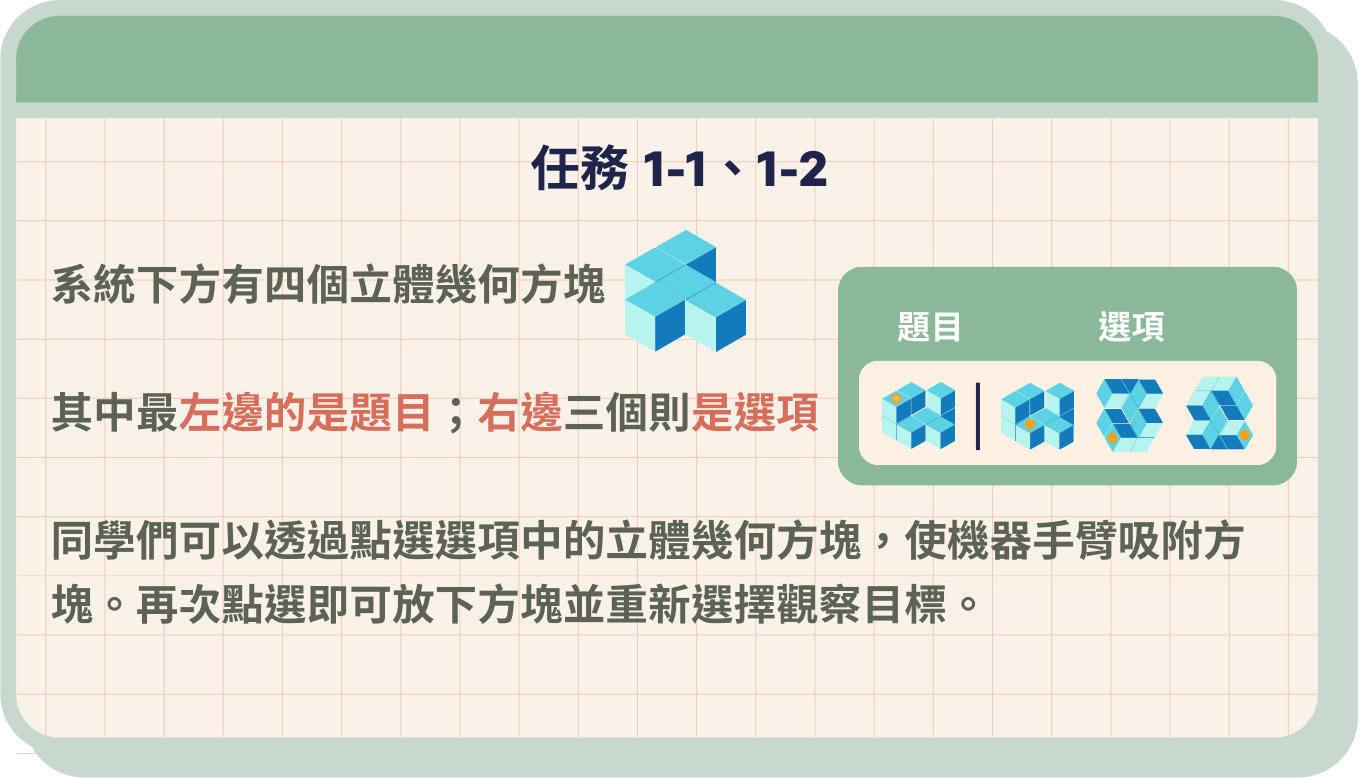 任務 1-1、1-2
系統下方有四個立體幾何方塊
題目 選項
其中最左邊的是題目；右邊三個則是選項
同學們可以透過點選選項中的立體幾何方塊，使機器手臂吸附方
塊。再次點選即可放下方塊並重新選擇觀察目標。